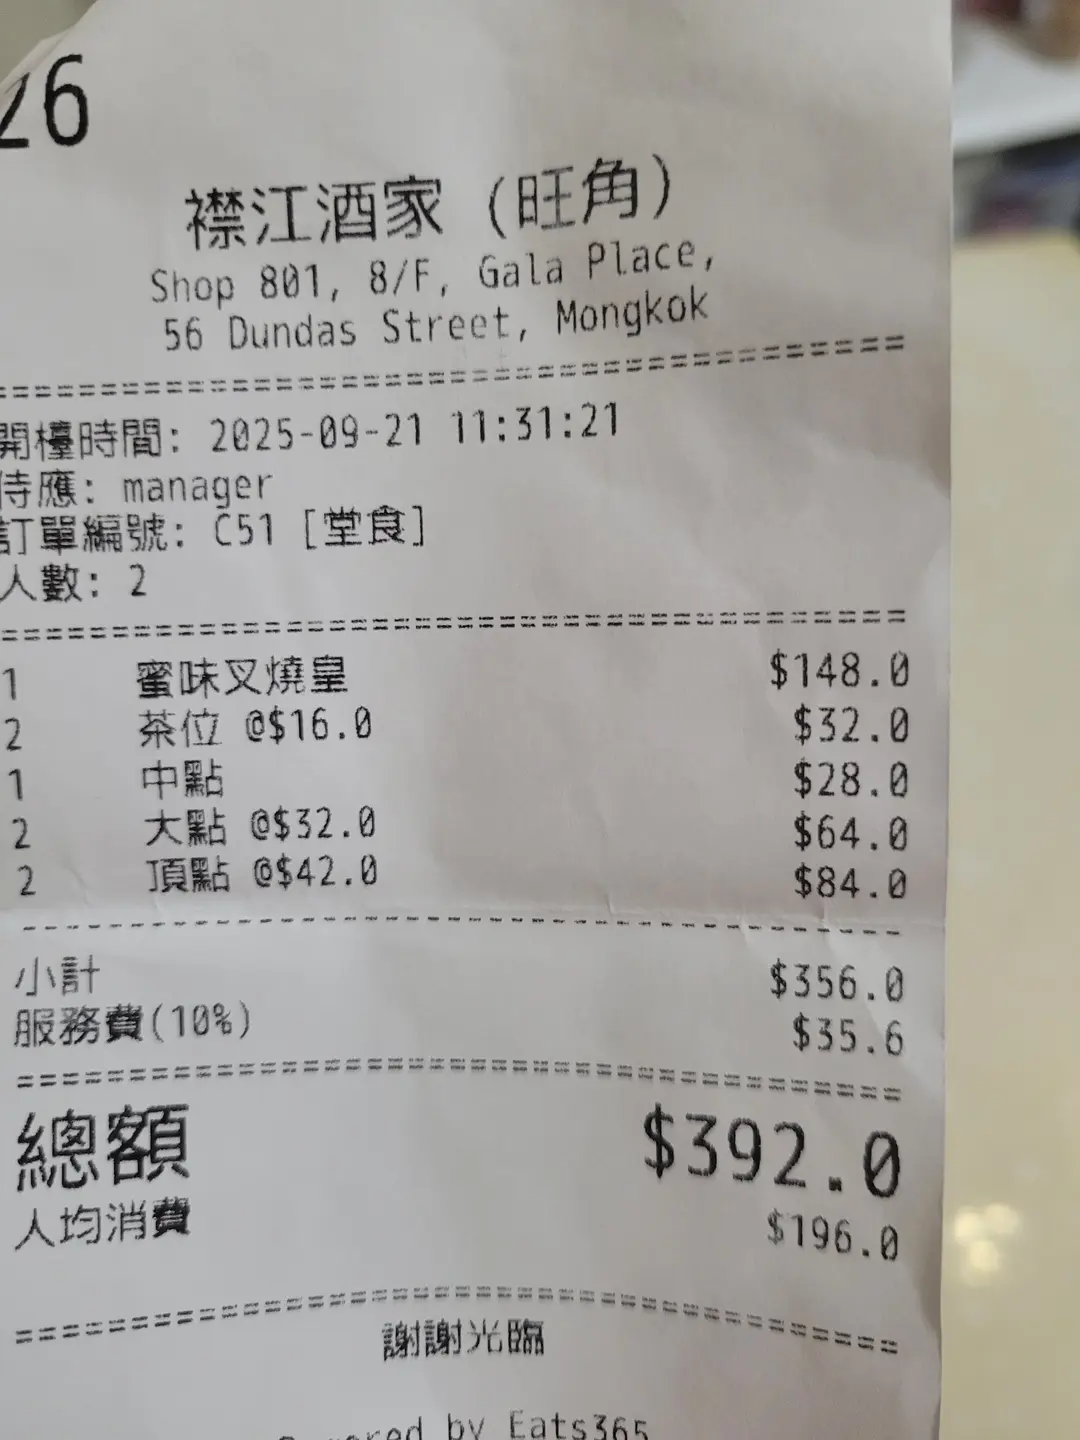 26
襟江酒家 (旺角)
Shop 801, 8/F, Gala Place,
56 Dundas Street, Mongkok
開檯時間: 2025-09-21 11:31:21
侍應: manager
訂單編號: C51 [堂食]
人數: 2
1 蜜味叉燒皇 $148.0
2 茶位 @$16.0 $32.0
1 中點 $28.0
2 大點 @$32.0 $64.0
2 頂點 @$42.0 $84.0
小計 $356.0
服務費(10%) $35.6
總額 $392.0
人均消費 $196.0
謝謝光臨
Powered by Eats365